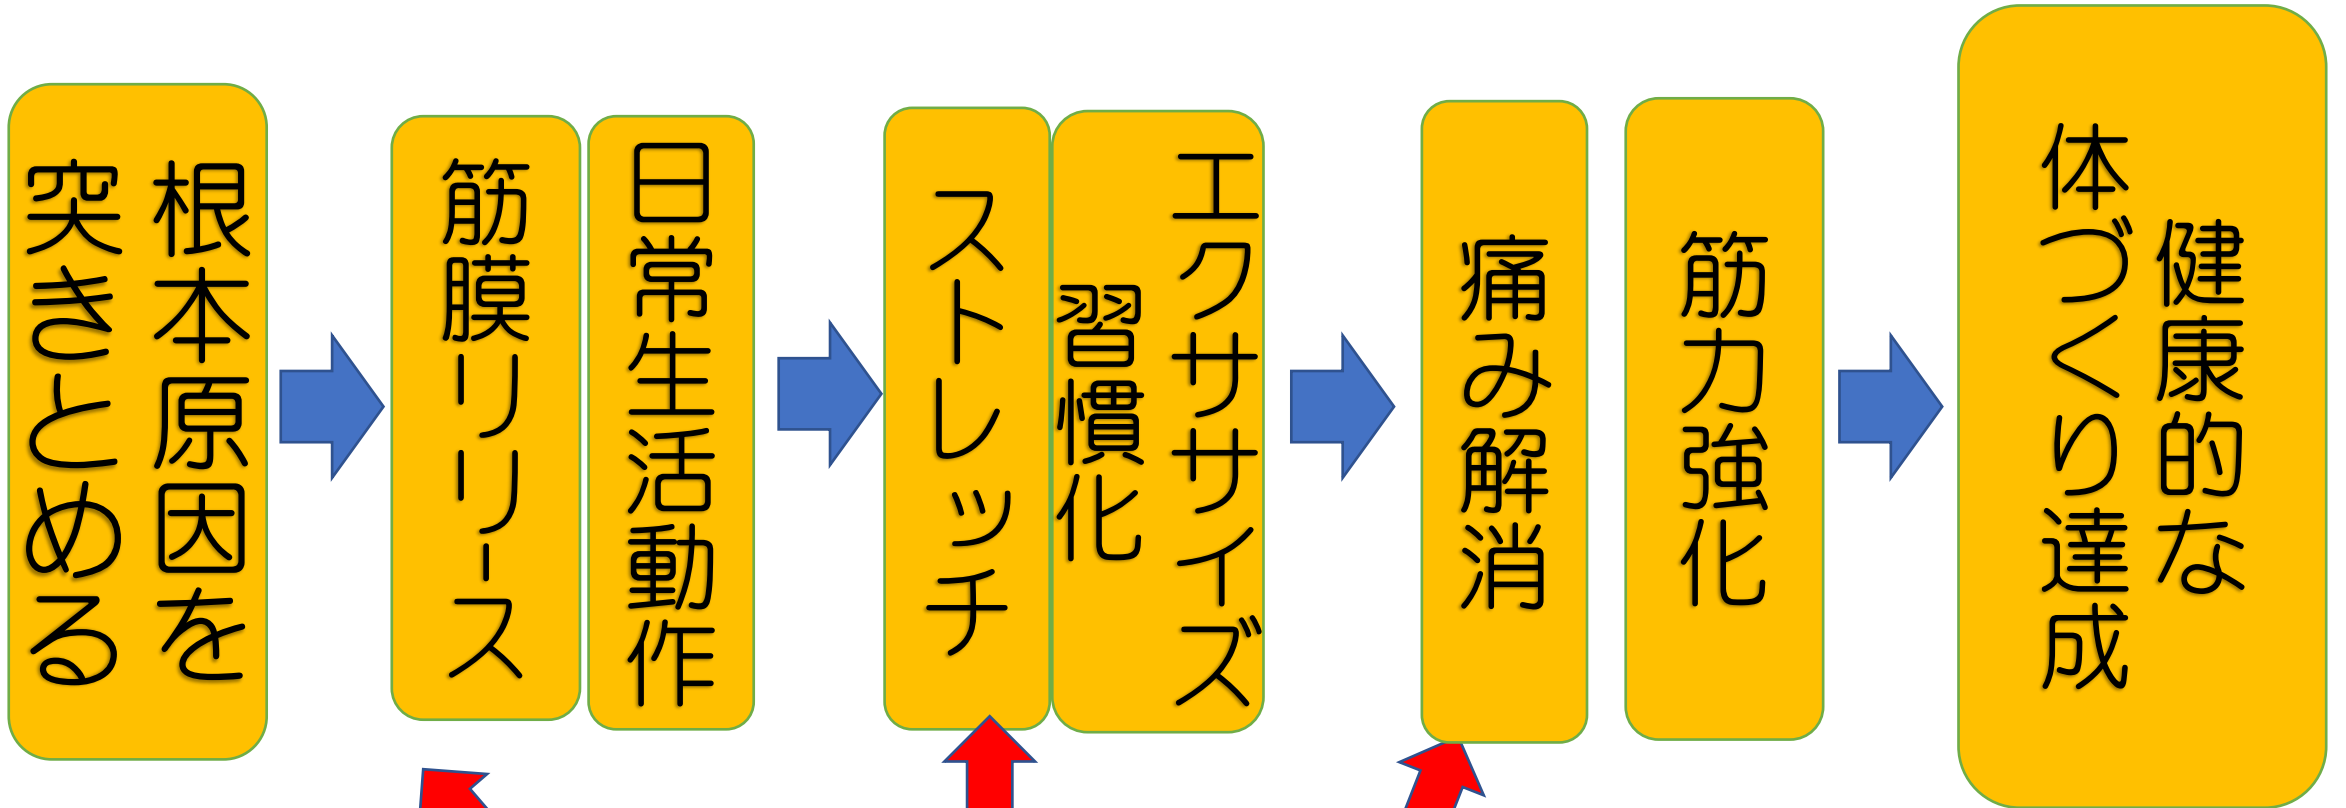 根本原因を
突きとめる
筋膜リリース
日常生活動作
ストレッチ
エクササイズ
習慣化
痛み解消
筋力強化
健康的な
体づくり達成